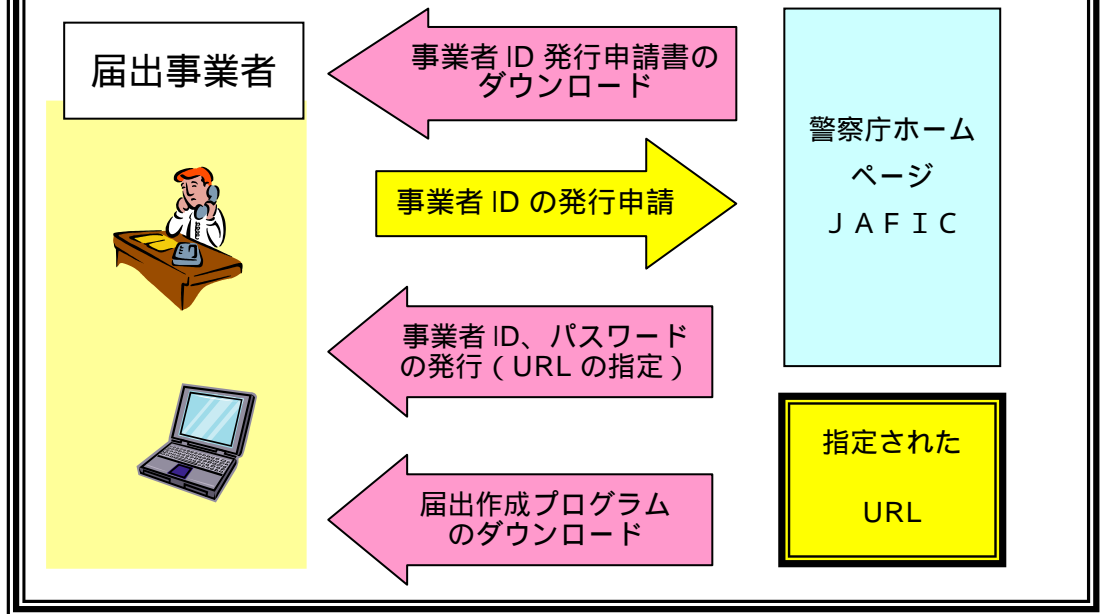 届出事業者
事業者 ID 発行申請書の
ダウンロード
警察庁ホーム
ページ
ＪＡＦＩＣ
事業者 ID の発行申請
事業者 ID、パスワード
の発行（URL の指定）
指定された
URL
届出作成プログラム
のダウンロード